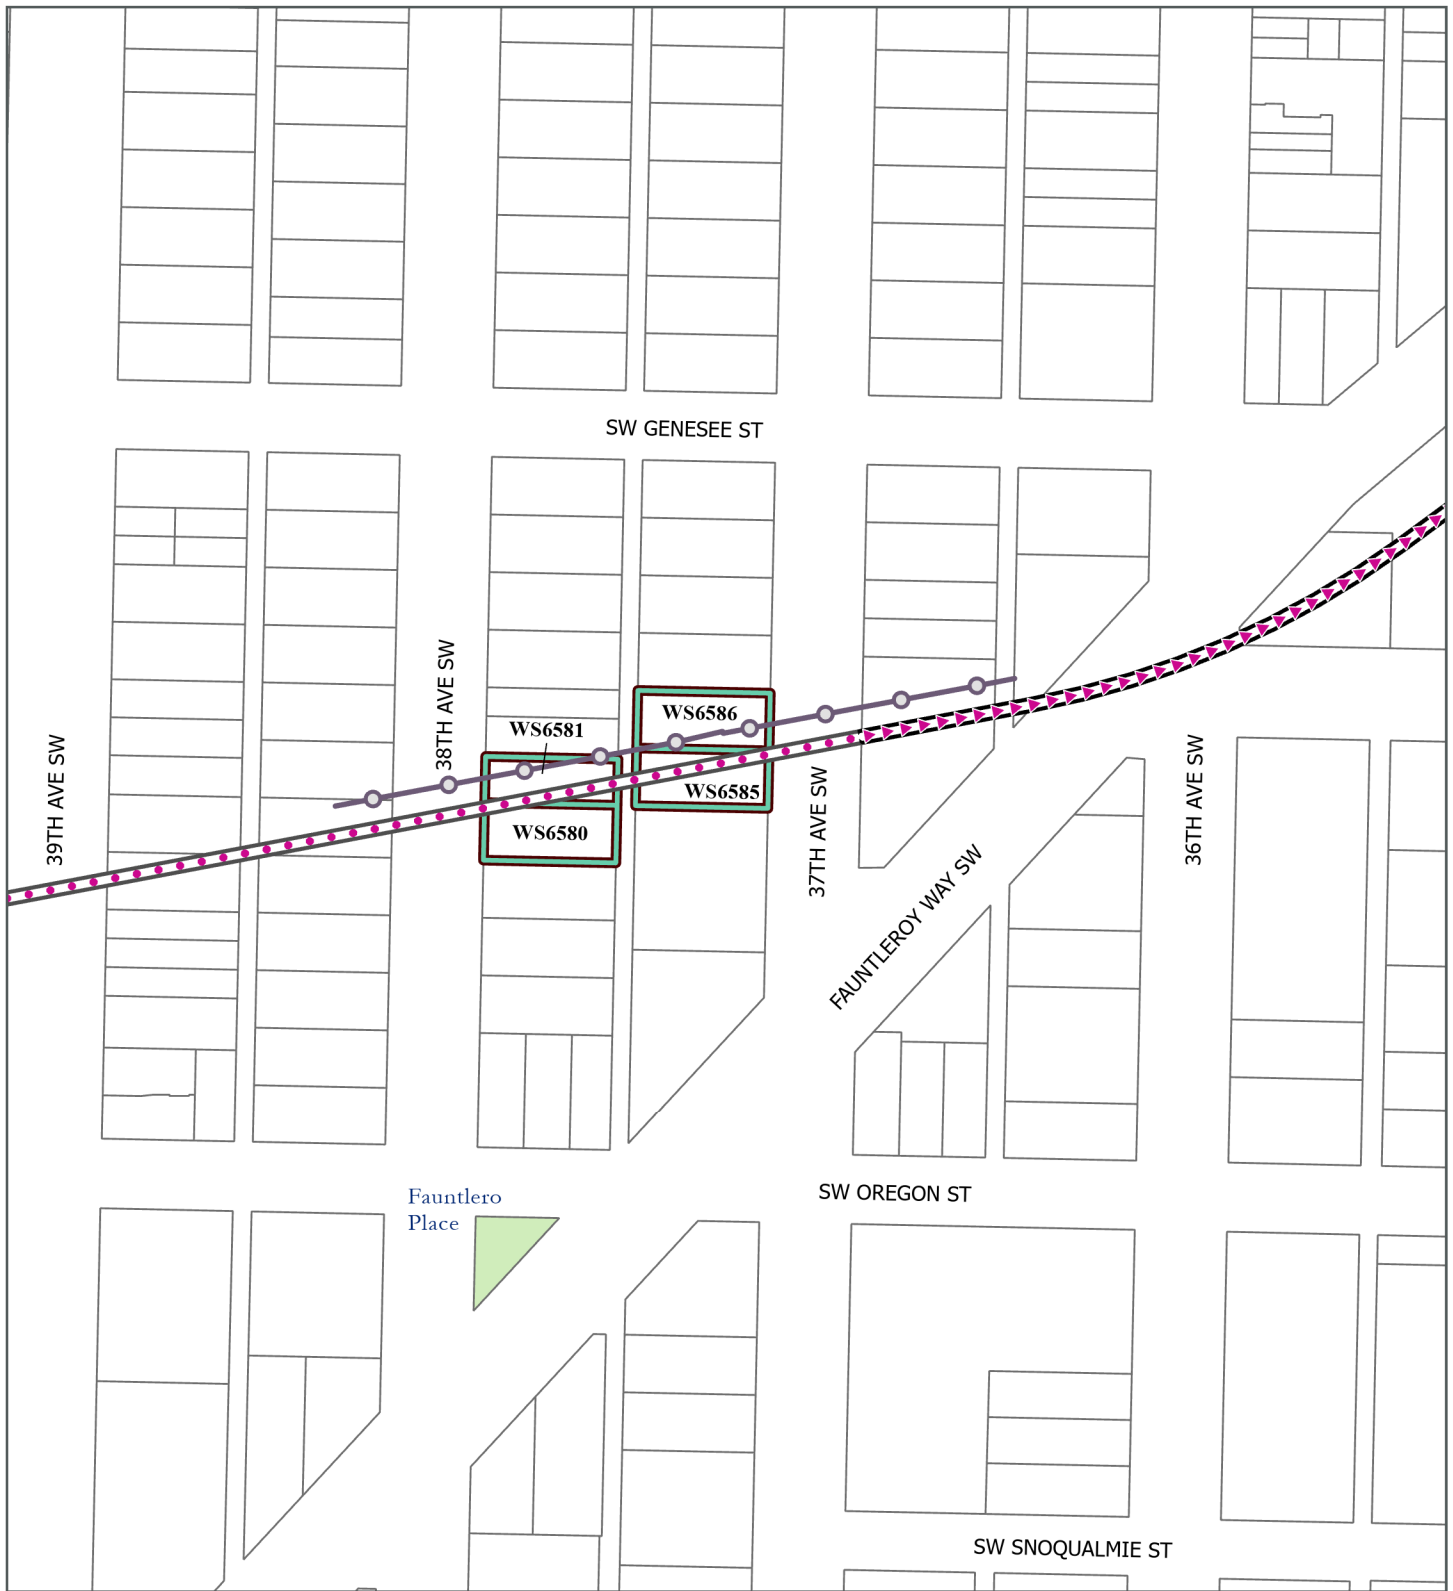 SW GENESEE ST
38TH AVE SW
WS6586
WS6581
39TH AVE SW
WS6585
37TH AVE SW
36TH AVE SW
WS6580
FAUNTLEROY WAY SW
SW OREGON ST
Fauntlero
Place
SW SNOQUALMIE ST